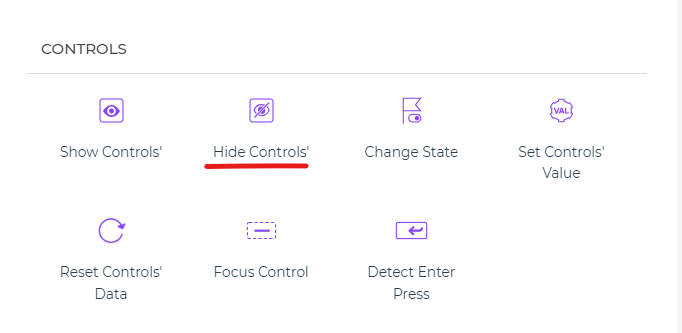 CONTROLS
VAL
Show Controls'
Hide Controls'
Change State
Set Controls'
Value
Reset Controls'
Data
Focus Control
Detect Enter
Press